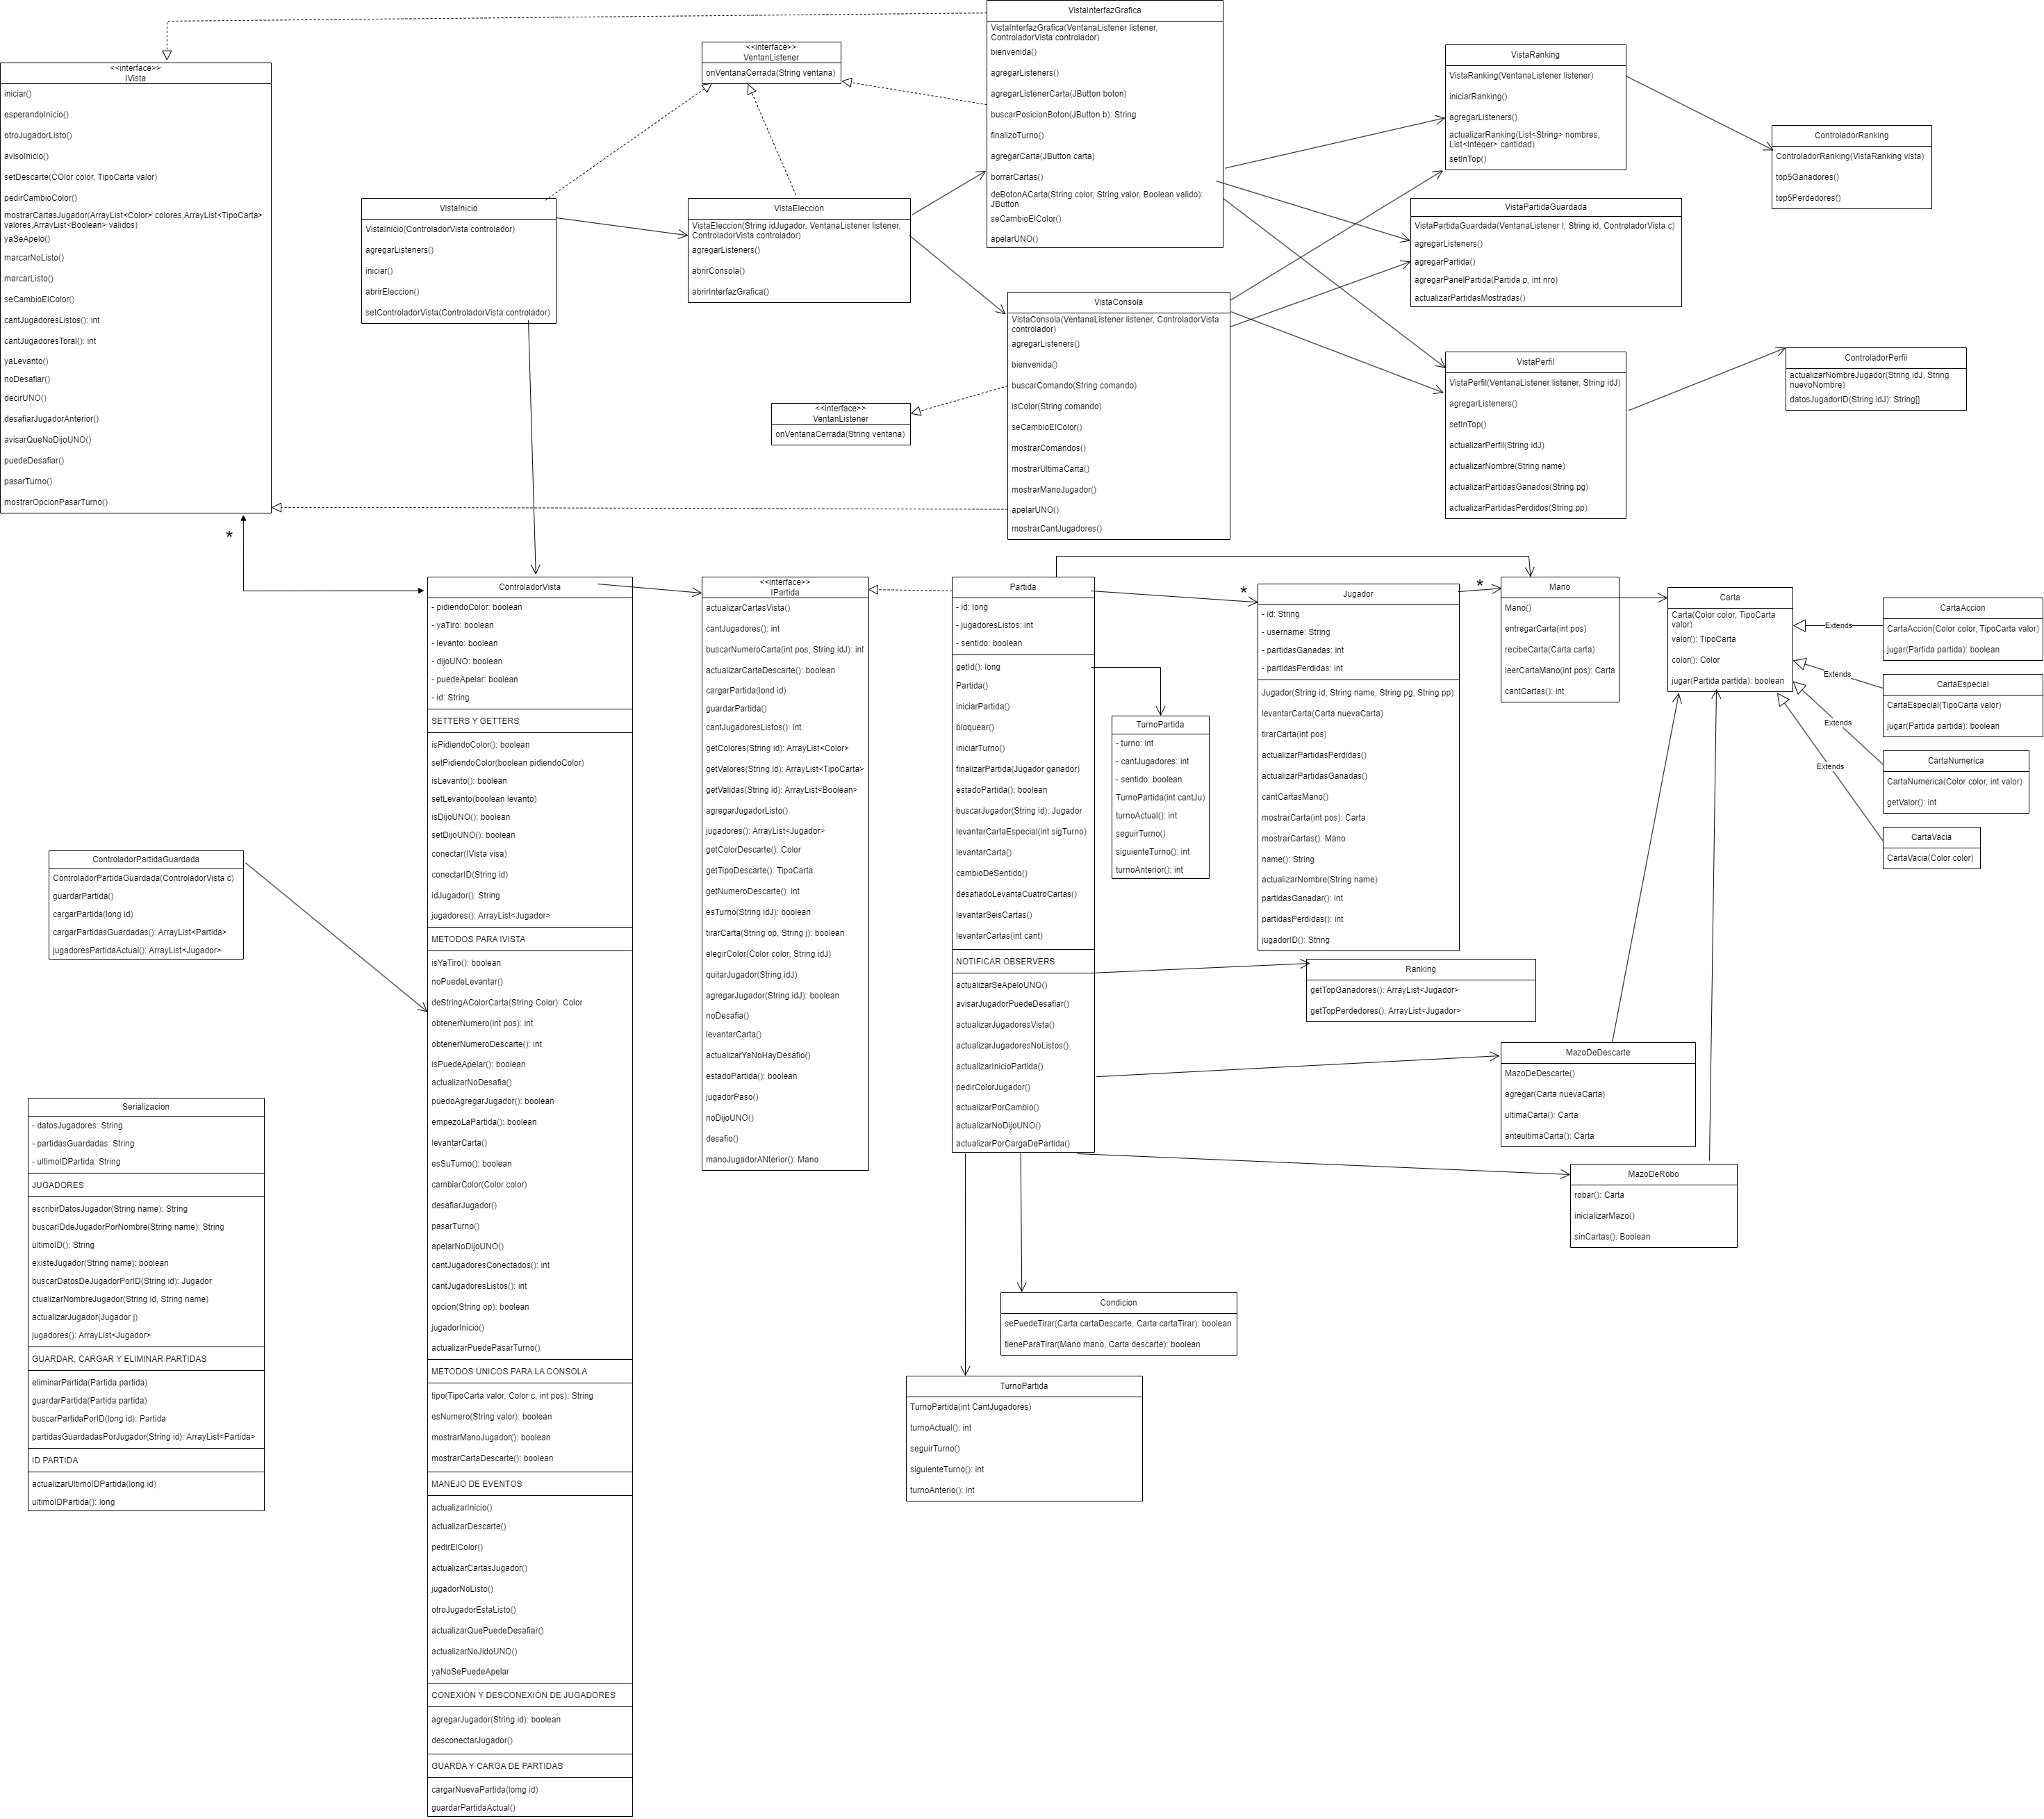 VistaInterfazGrafica
VistaInterfazGrafica(VentanaListener listener,
ControladorVista controlador)
bienvenida()
agregarListeners()
agregarListenerCarta(JButton boton)
buscarPosicionBoton(JButton b): String
finalizoTurno()
agregarCarta(JButton carta)
borrarCartas()
deBotonACarta(String color, String valor, Boolean valido):
JButton
seCambioElColor()
apelarUNO()
<<interface>>
IVista
iniciar()
esperandoInicio()
otroJugadorListo()
avisoInicio()
setDescarte(COlor color, TipoCarta valor)
pedirCambioColor()
mostrarCartasJugador(ArrayList<Color> colores,ArrayList<TipoCarta>
valores,ArrayList<Boolean> validos)
yaSeApelo()
marcarNoListo()
marcarListo()
seCambioElColor()
cantJugadoresListos(): int
cantJugadoresToral(): int
yaLevanto()
noDesafiar()
decirUNO()
desafiarJugadorAnterior()
avisarQueNoDijoUNO()
puedeDesafiar()
pasarTurno()
mostrarOpcionPasarTurno()
*
<<interface>>
VentanListener
onVentanaCerrada(String ventana)
VistaInicio
VistaInicio(ControladorVista controlador)
agregarListeners()
iniciar()
abrirEleccion()
setControladorVista(ControladorVista controlador)
VistaEleccion
VistaEleccion(String idJugador, VentanaListener listener,
ControladorVista controlador)
agregarListeners()
abrirConsola()
abrirInterfazGrafica()
VistaRanking
VistaRanking(VentanaListener listener)
iniciarRanking()
agregarListeners()
actualizarRanking(List<String> nombres,
List<Integer> cantidad)
setInTop()
ControladorRanking
ControladorRanking(VistaRanking vista)
top5Ganadores()
top5Perdedores()
VistaPartidaGuardada
VistaPartidaGuardada(VentanaListener l, String id, ControladorVista c)
agregarListeners()
agregarPartida()
agregarPanelPartida(Partida p, int nro)
actualizarPartidasMostradas()
VistaConsola
VistaConsola(VentanaListener listener, ControladorVista
controlador)
agregarListeners()
bienvenida()
buscarComando(String comando)
isColor(String comando)
seCambioElColor()
mostrarComandos()
mostrarUltimaCarta()
mostrarManoJugador()
apelarUNO()
mostrarCantJugadores()
<<interface>>
VentanListener
onVentanaCerrada(String ventana)
VistaPerfil
VistaPerfil(VentanaListener listener, String idJ)
agregarListeners()
setInTop()
actualizarPerfil(String idJ)
actualizarNombre(String name)
actualizarPartidasGanados(String pg)
actualizarPartidasPerdidos(String pp)
ControladorPerfil
actualizarNombreJugador(String idJ, String
nuevoNombre)
datosJugadorID(String idJ): String[]
ControladorVista
- pidiendoColor: boolean
- yaTiro: boolean
- levanto: boolean
- dijoUNO: boolean
- puedeApelar: boolean
- id: String
SETTERS Y GETTERS
isPidiendoColor(): boolean
setPidiendoColor(boolean pidiendoColor)
isLevanto(): boolean
setLevanto(boolean levanto)
isDijoUNO(): boolean
setDijoUNO(): boolean
conectar(IVista visa)
conectarID(String id)
idJugador(): String
jugadores(): ArrayList<Jugador>
METODOS PARA IVISTA
isYaTiro(): boolean
noPuedeLevantar()
deStringAColorCarta(String Color): Color
obtenerNumero(int pos): int
obtenerNumeroDescarte(): int
isPuedeApelar(): boolean
actualizarNoDesafia()
puedoAgregarJugador(): boolean
empezoLaPartida(): boolean
levantarCarta()
esSuTurno(): boolean
cambiarColor(Color color)
desafiarJugador()
pasarTurno()
apelarNoDijoUNO()
cantJugadoresConectados(): int
cantJugadoresListos(): int
opcion(String op): boolean
jugadorInicio()
actualizarPuedePasarTurno()
MÉTODOS ÚNICOS PARA LA CONSOLA
tipo(TipoCarta valor, Color c, int pos): String
esNumero(String valor): boolean
mostrarManoJugador(): boolean
mostrarCartaDescarte(): boolean
MANEJO DE EVENTOS
actualizarInicio()
actualizarDescarte()
pedirElColor()
actualizarCartasJugador()
jugadorNoListo()
otroJugadorEstaListo()
actualizarQuePuedeDesafiar()
actualizarNoJidoUNO()
yaNoSePuedeApelar
CONEXIÓN Y DESCONEXIÓN DE JUGADORES
agregarJugador(String id): boolean
desconectarJugador()
GUARDA Y CARGA DE PARTIDAS
cargarNuevaPartida(lomg id)
guardarPartidaActual()
<<interface>>
IPartida
actualizarCartasVista()
cantJugadores(): int
buscarNumeroCarta(int pos, String idJ): int
actualizarCartaDescarte(): boolean
cargarPartida(lond id)
guardarPartida()
cantJugadoresListos(): int
getColores(String id): ArrayList<Color>
getValores(String id): ArrayList<TipoCarta>
getValidas(String id): ArrayList<Boolean>
agregarJugadorListo()
jugadores(): ArrayList<Jugador>
getColorDescarte(): Color
getTipoDescarte(): TipoCarta
getNumeroDescarte(): int
esTurno(String idJ): boolean
tirarCarta(String op, String j): boolean
elegirColor(Color color, String idJ)
quitarJugador(String idJ)
agregarJugador(String idJ): boolean
noDesafia()
levantarCarta()
actualizarYaNoHayDesafio()
estadoPartida(): boolean
jugadorPaso()
noDijoUNO()
desafio()
manoJugadorANterior(): Mano
Partida
- id: long
- jugadoresListos: int
- sentido: boolean
getId(): long
Partida()
iniciarPartida()
bloquear()
iniciarTurno()
finalizarPartida(Jugador ganador)
estadoPartida(): boolean
buscarJugador(String id): Jugador
levantarCartaEspecial(int sigTurno)
levantarCarta()
cambioDeSentido()
desafiadoLevantaCuatroCartas()
levantarSeisCartas()
levantarCartas(int cant)
NOTIFICAR OBSERVERS
actualizarSeApeloUNO()
avisarJugadorPuedeDesafiar()
actualizarJugadoresVista()
actualizarJugadoresNoListos()
actualizarInicioPartida()
pedirColorJugador()
actualizarPorCambio()
actualizarNoDijoUNO()
actualizarPorCargaDePartida()
TurnoPartida
- turno: int
- cantJugadores: int
- sentido: boolean
TurnoPartida(int cantJu)
turnoActual(): int
seguirTurno()
siguienteTurno(): int
turnoAnterior(): int
*
Jugador
- id: String
- username: String
- partidasGanadas: int
- partidasPerdidas: int
Jugador(String id, String name, String pg, String pp)
levantarCarta(Carta nuevaCarta)
tirarCarta(int pos)
actualizarPartidasPerdidas()
actualizarPartidasGanadas()
cantCartasMano()
mostrarCarta(int pos): Carta
mostrarCartas(): Mano
name(): String
actualizarNombre(String name)
partidasGanadar(): int
partidasPerdidas(): int
jugadorID(): String
*
Mano
Mano()
entregarCarta(int pos)
recibeCarta(Carta carta)
leerCartaMano(int pos): Carta
cantCartas(): int
Carta
Carta(Color color, TipoCarta
valor)
valor(): TipoCarta
color(): Color
jugar(Partida partida): boolean
Extends
Extends
Extends
Extends
CartaAccion
CartaAccion(Color color, TipoCarta valor)
jugar(Partida partida): boolean
CartaEspecial
CartaEspecial(TipoCarta valor)
jugar(Partida partida): boolean
CartaNumerica
CartaNumerica(Color color, int valor)
getValor(): int
CartaVacia
CartaVacia(Color color)
Ranking
getTopGanadores(): ArrayList<Jugador>
getTopPerdedores(): ArrayList<Jugador>
MazoDeDescarte
MazoDeDescarte()
agregar(Carta nuevaCarta)
ultimaCarta(): Carta
anteultimaCarta(): Carta
MazoDeRobo
robar(): Carta
inicializarMazo()
sinCartas(): Boolean
Condicion
sePuedeTirar(Carta cartaDescarte, Carta cartaTirar): boolean
tieneParaTirar(Mano mano, Carta descarte): boolean
TurnoPartida
TurnoPartida(int CantJugadores)
turnoActual(): int
seguirTurno()
siguienteTurno(): int
turnoAnterio(): int
ControladorPartidaGuardada
ControladorPartidaGuardada(ControladorVista c)
guardarPartida()
cargarPartida(long id)
cargarPartidasGuardadas(): ArrayList<Partida>
jugadoresPartidaActual(): ArrayList<Jugador>
Serializacion
- datosJugadores: String
- partidasGuardadas: String
- ultimoIDPartida: String
JUGADORES
escribirDatosJugador(String name): String
buscarIDdeJugadorPorNombre(String name): String
ultimoID(): String
existeJugador(String name): boolean
buscarDatosDeJugadorPorID(String id): Jugador
ctualizarNombreJugador(String id, String name)
actualizarJugador(Jugador j)
jugadores(): ArrayList<Jugador>
GUARDAR, CARGAR Y ELIMINAR PARTIDAS
eliminarPartida(Partida partida)
guardarPartida(Partida partida)
buscarPartidaPorID(long id): Partida
partidasGuardadasPorJugador(String id): ArrayList<Partida>
ID PARTIDA
actualizarUltimoIDPartida(long id)
ultimoIDPartida(): long